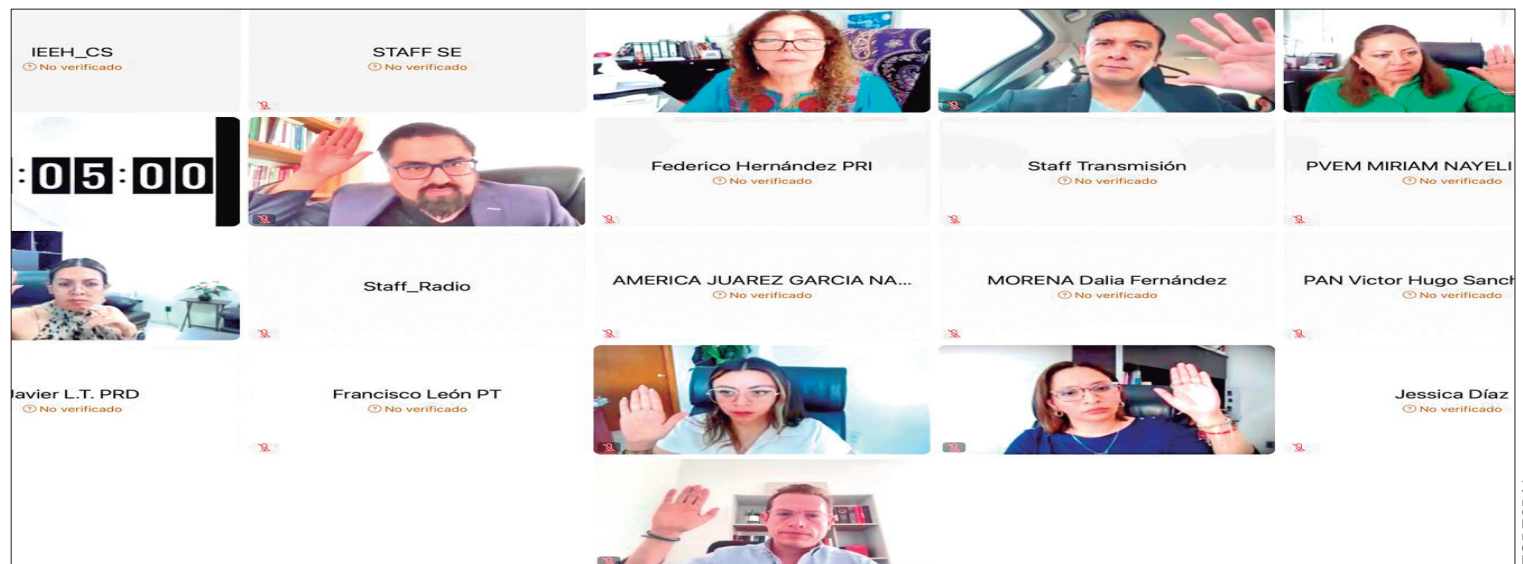 IEEH_CS
No verificado
STAFF SE
No verificado
:05:00
Federico Hernández PRI
No verificado
Staff Transmisión
No verificado
PVEM MIRIAM NAYELI
No verificado
Staff_Radio
AMERICA JUAREZ GARCIA NA...
No verificado
MORENA Dalia Fernández
No verificado
PAN Victor Hugo Sanch
No verificado
Javier L.T. PRD
No verificado
Francisco León PT
No verificado
Jessica Díaz
No verificado